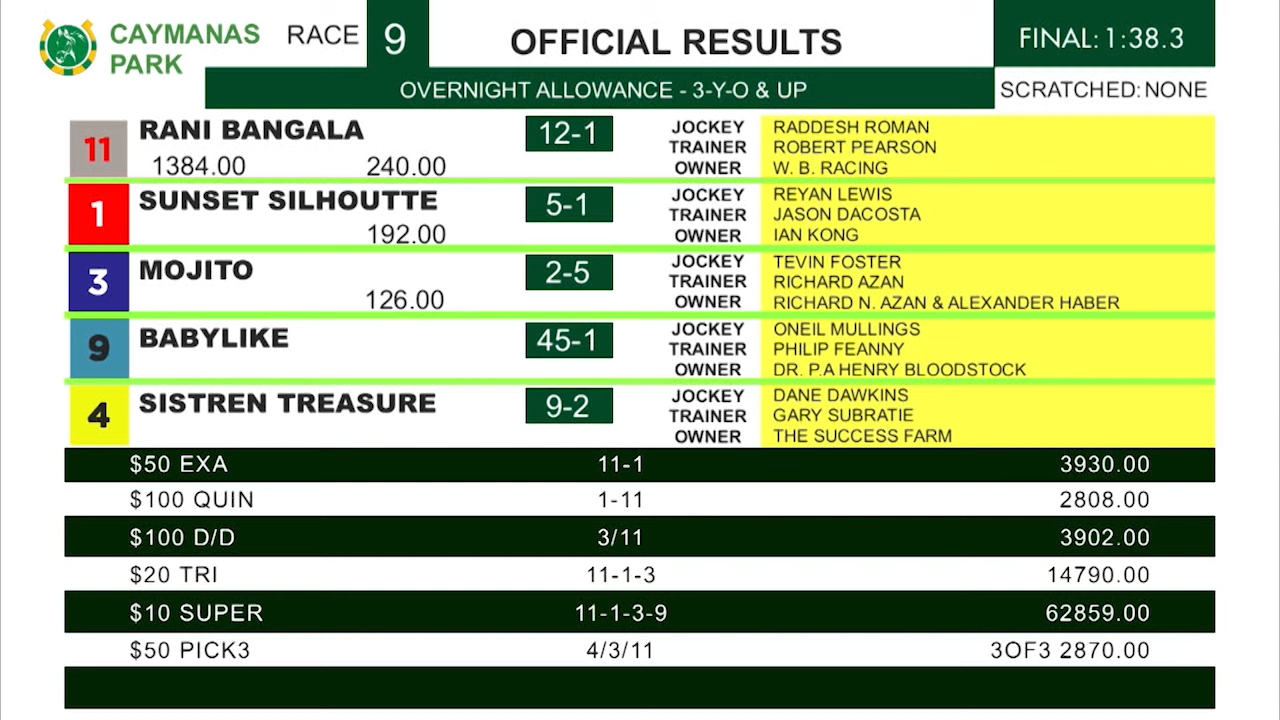 CAYMANAS PARK
RACE 9
OFFICIAL RESULTS
FINAL: 1:38.3
OVERNIGHT ALLOWANCE - 3-Y-O & UP
SCRATCHED: NONE
11 RANI BANGALA 12-1 JOCKEY RADDESH ROMAN
TRAINER ROBERT PEARSON
1384.00 240.00 OWNER W. B. RACING
1 SUNSET SILHOUTTE 5-1 JOCKEY REYAN LEWIS
TRAINER JASON DACOSTA
192.00 OWNER IAN KONG
3 MOJITO 2-5 JOCKEY TEVIN FOSTER
TRAINER RICHARD AZAN
126.00 OWNER RICHARD N. AZAN & ALEXANDER HABER
9 BABYLIKE 45-1 JOCKEY ONEIL MULLINGS
TRAINER PHILIP FEANNY
OWNER DR. P.A HENRY BLOODSTOCK
4 SISTREN TREASURE 9-2 JOCKEY DANE DAWKINS
TRAINER GARY SUBRATIE
OWNER THE SUCCESS FARM
$50 EXA 11-1 3930.00
$100 QUIN 1-11 2808.00
$100 D/D 3/11 3902.00
$20 TRI 11-1-3 14790.00
$10 SUPER 11-1-3-9 62859.00
$50 PICK3 4/3/11 3OF3 2870.00